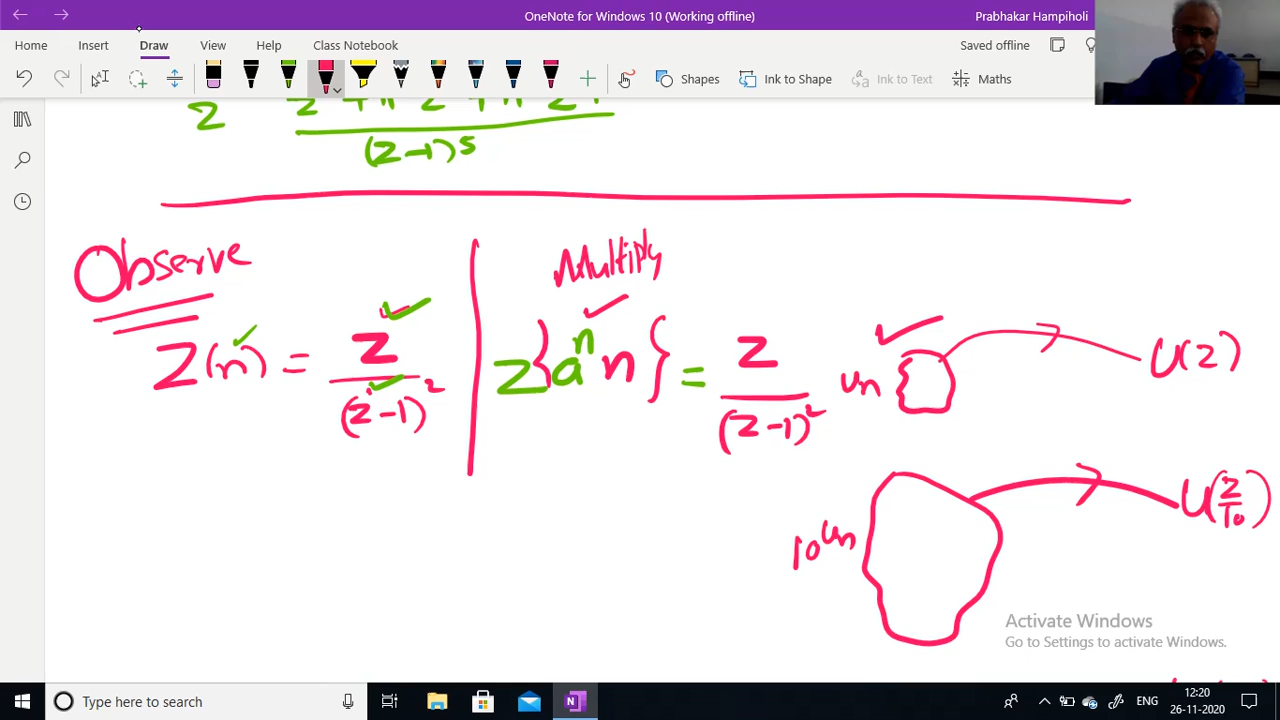 OneNote for Windows 10 (Working offline)
Prabhakar Hampiholi
Home Insert Draw View Help Class Notebook
Saved offline
Shapes Ink to Shape Ink to Text Maths
Z
(Z-1)^5
Observe
Z(n) = Z/(Z-1)^2
Multiply
Z{a^n n} = Z/(Z-1)^2
un
U(Z)
10^un
U(Z/10)
Activate Windows
Go to Settings to activate Windows.
Type here to search
ENG
12:20
26-11-2020